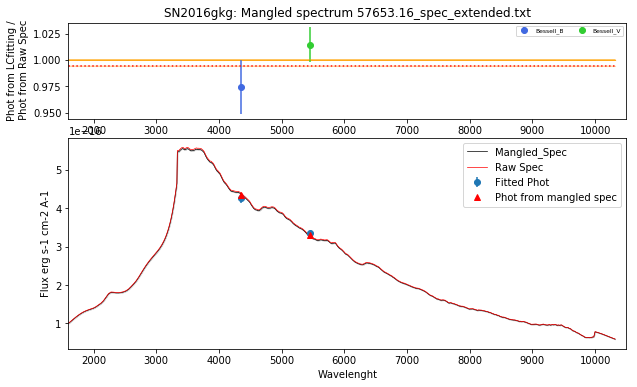 SN2016gkg: Mangled spectrum 57653.16_spec_extended.txt
Phot from LCfitting /
Phot from Raw Spec
1.025
1.000
0.975
0.950
Bessell_B
Bessell_V
2000 3000 4000 5000 6000 7000 8000 9000 10000
Flux erg s-1 cm-2 A-1
5
4
3
2
1
Mangled_Spec
Raw Spec
Fitted Phot
Phot from mangled spec
2000 3000 4000 5000 6000 7000 8000 9000 10000
Wavelenght